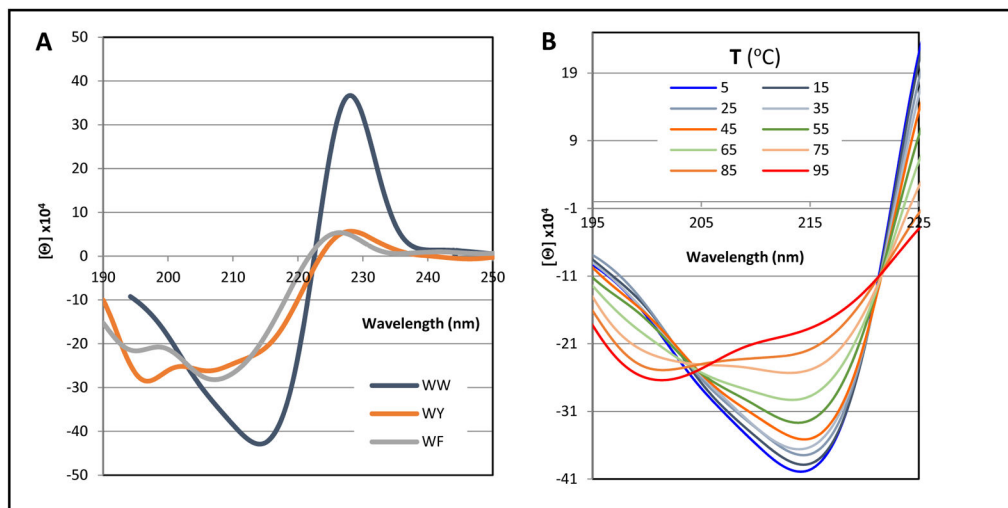 A
[Θ] x10⁴
50
40
30
20
10
0
-10
-20
-30
-40
-50
190 200 210 220 230 240 250
Wavelength (nm)
WW
WY
WF
B
T (°C)
5 15
25 35
45 55
65 75
85 95
[Θ] x10⁴
19
9
-1
-11
-21
-31
-41
195 205 215 225
Wavelength (nm)